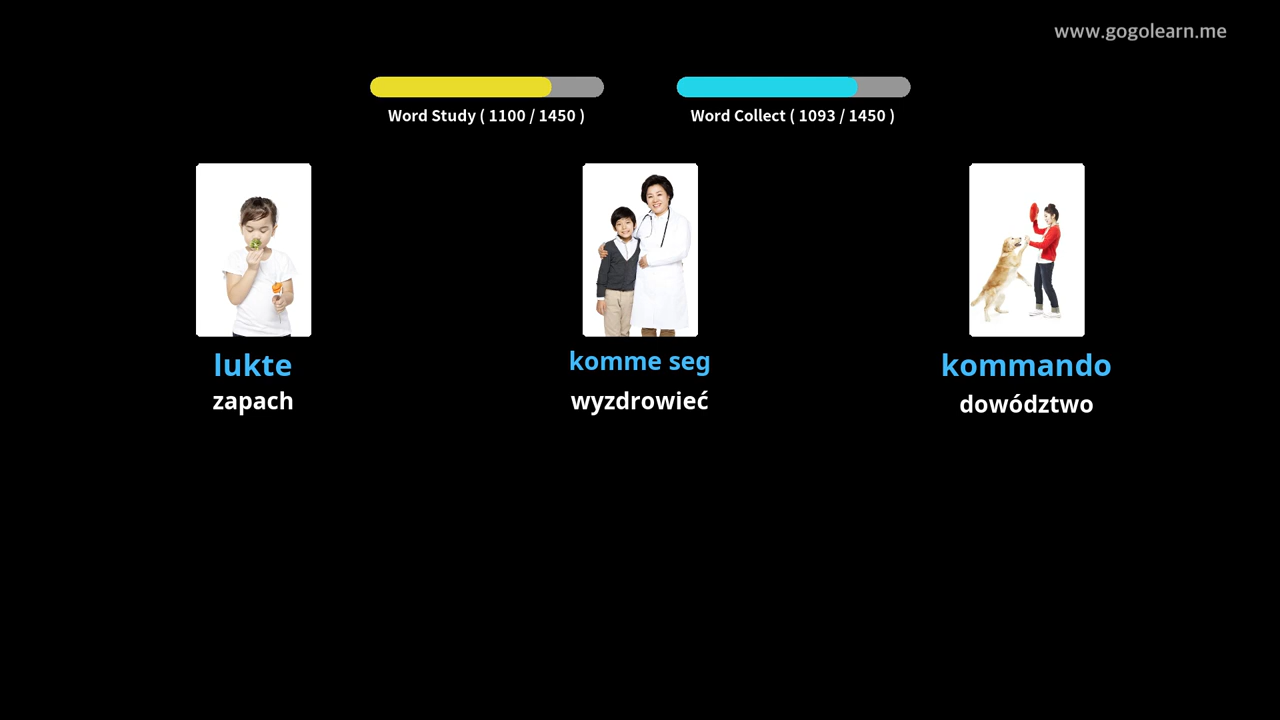 www.gogolearn.me
Word Study ( 1100 / 1450 )
Word Collect ( 1093 / 1450 )
lukte
zapach
komme seg
wyzdrowieć
kommando
dowództwo